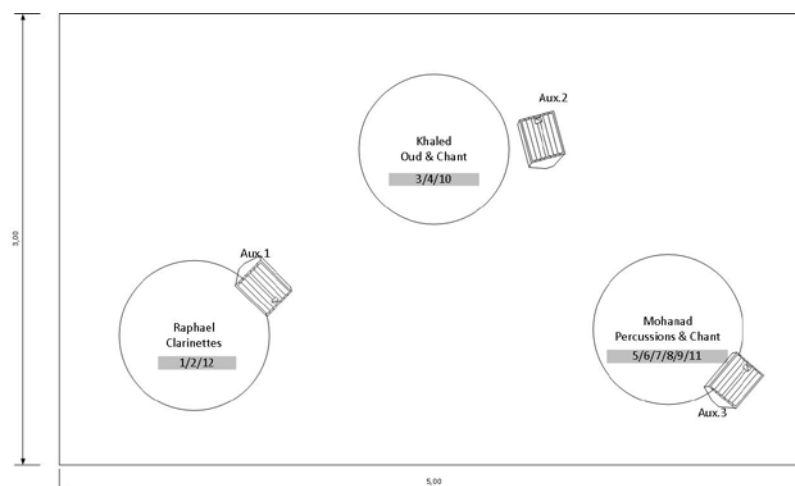 Aux.2
Khaled
Oud & Chant
3/4/10
3,00
Aux.1
Raphael
Clarinettes
1/2/12
Mohanad
Percussions & Chant
5/6/7/8/9/11
Aux.3
5,00